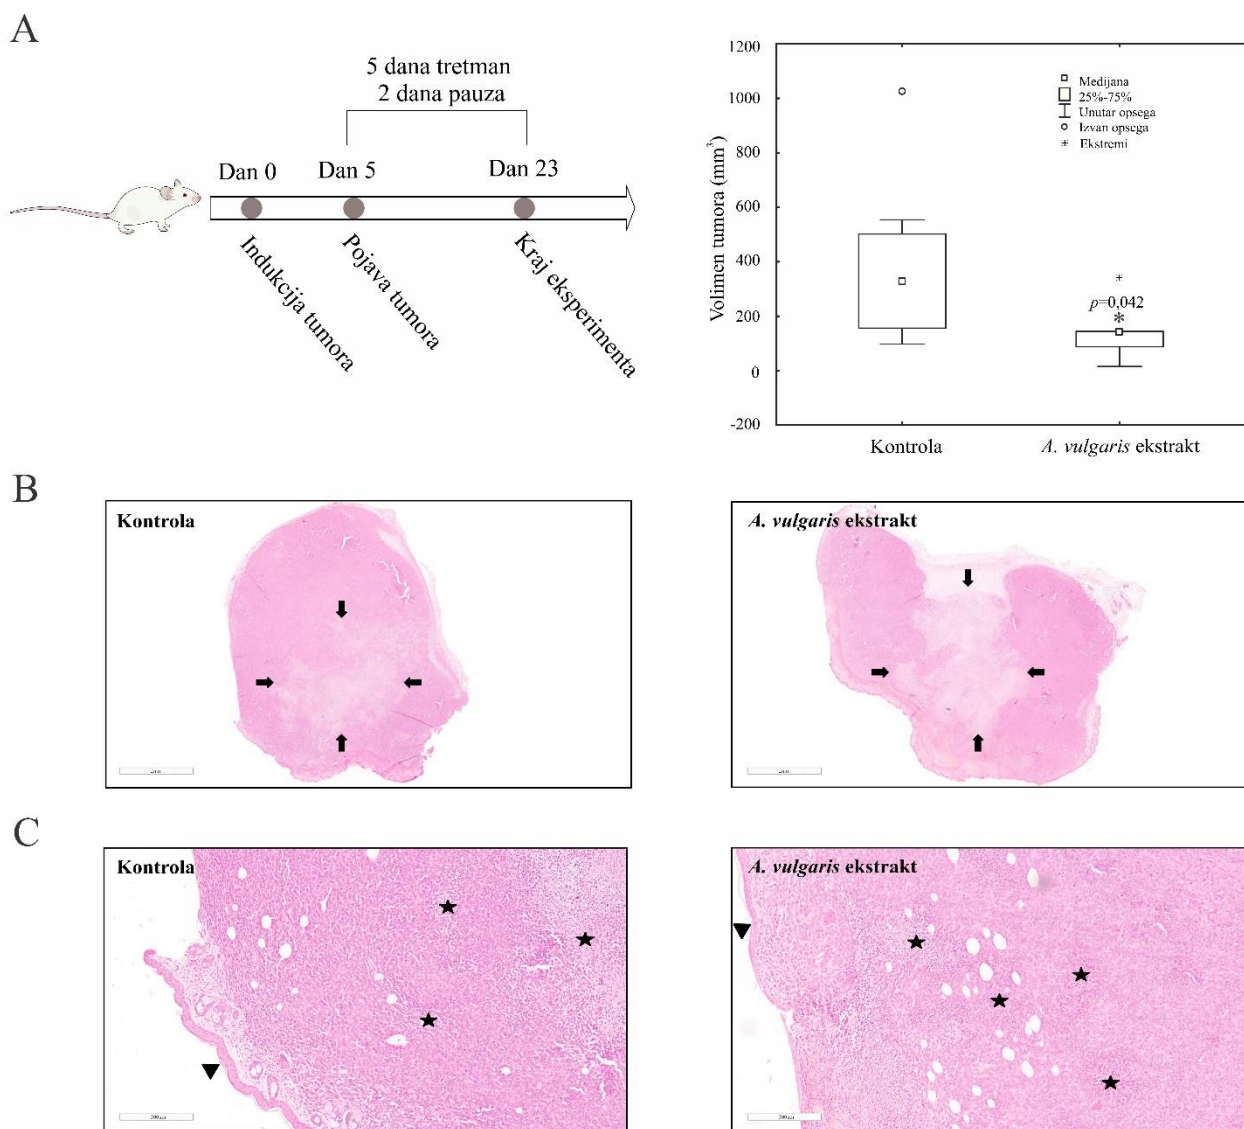 A
5 dana tretman
2 dana pauza
Dan 0
Dan 5
Dan 23
Indukcija tumora
Pojava tumora
Kraj eksperimenta
Volimen tumora (mm³)
1200
1000
800
600
400
200
0
-200
Medijana
25%-75%
Unutar opsega
Izvan opsega
Ekstremi
p=0,042
*
Kontrola
A. vulgaris ekstrakt
B
Kontrola
A. vulgaris ekstrakt
C
Kontrola
A. vulgaris ekstrakt